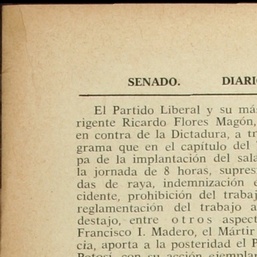 SENADO. DIARI
El Partido Liberal y su má
rigente Ricardo Flores Magón,
en contra de la Dictadura, a tr
grama que en el capítulo del
pa de la implantación del sala
la jornada de 8 horas, supres
das de raya, indemnización e
cidente, prohibición del trabaj
reglamentación del trabajo a
destajo, entre otros aspect
Francisco I. Madero, el Mártir
cía, aporta a la posteridad el P
Potosí, con su acción ejempla